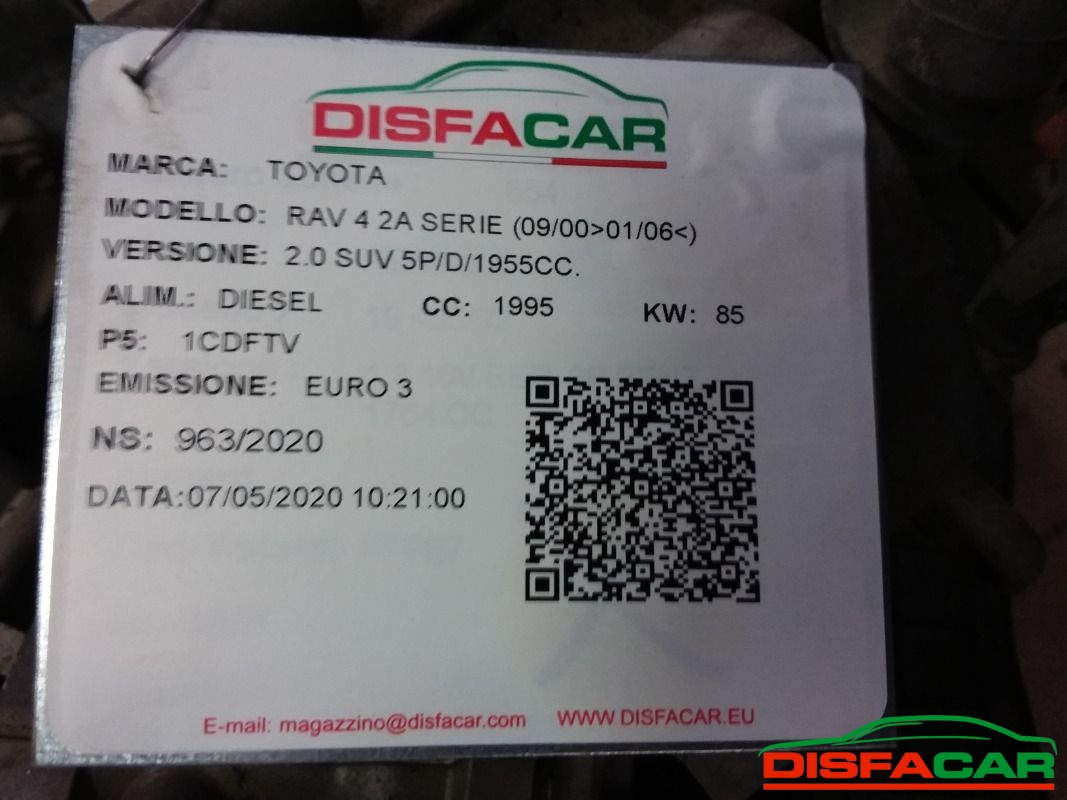 DISFACAR
MARCA: TOYOTA
MODELLO: RAV 4 2A SERIE (09/00>01/06<)
VERSIONE: 2.0 SUV 5P/D/1955CC.
ALIM.: DIESEL CC: 1995 KW: 85
P5: 1CDFTV
EMISSIONE: EURO 3
NS: 963/2020
DATA:07/05/2020 10:21:00
E-mail: magazzino@disfacar.com WWW.DISFACAR.EU
DISFACAR